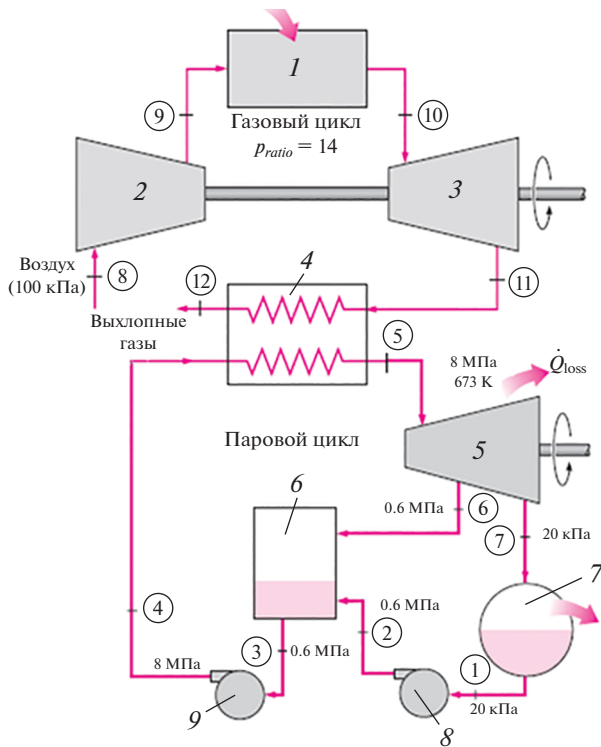 1
9
10
Газовый цикл
p_ratio = 14
2
3
Воздух
(100 кПа)
8
12
4
11
Выхлопные
газы
5
8 МПа
673 K
Q̇_loss
Паровой цикл
5
6
0.6 МПа
6
7
20 кПа
7
4
0.6 МПа
2
3
0.6 МПа
1
8 МПа
9
8
20 кПа